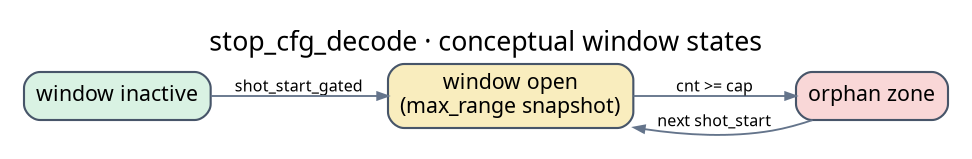 stop_cfg_decode · conceptual window states
window inactive
shot_start_gated
window open
(max_range snapshot)
cnt >= cap
orphan zone
next shot_start